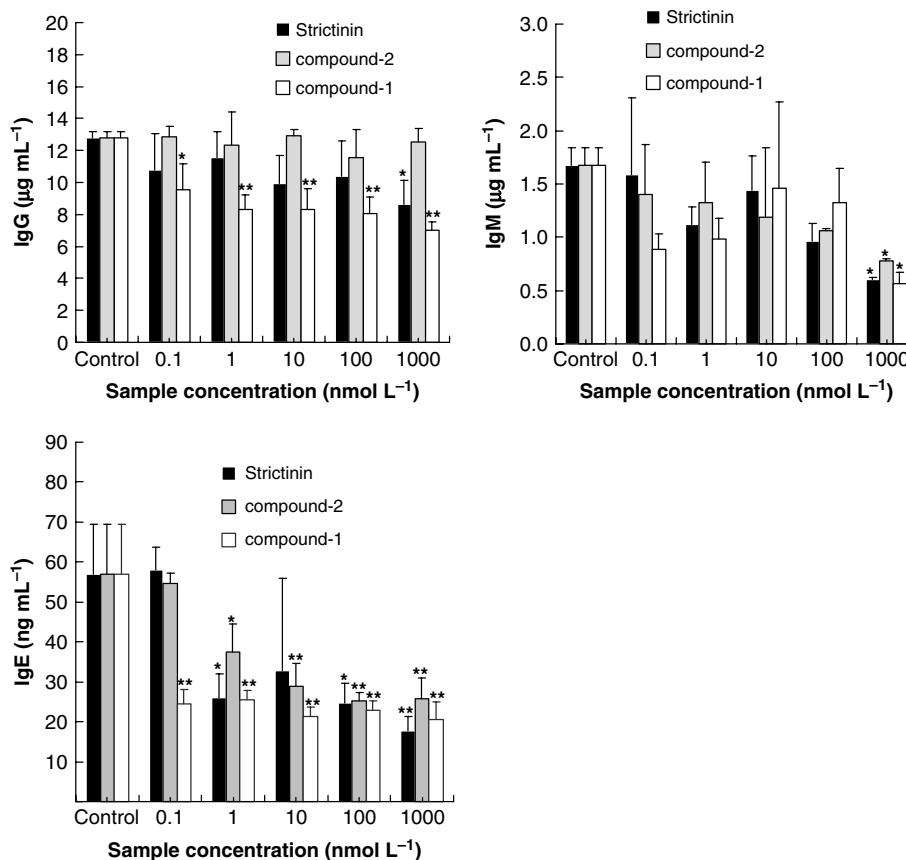 20
18
16
14
12
10
8
6
4
2
0
IgG (µg mL⁻¹)
Strictinin
compound-2
compound-1
*
**
**
**
*
**
Control 0.1 1 10 100 1000
Sample concentration (nmol L⁻¹)
3.0
2.5
2.0
1.5
1.0
0.5
0.0
IgM (µg mL⁻¹)
Strictinin
compound-2
compound-1
*
*
*
Control 0.1 1 10 100 1000
Sample concentration (nmol L⁻¹)
90
80
70
60
50
40
30
20
10
IgE (ng mL⁻¹)
Strictinin
compound-2
compound-1
**
*
*
**
**
**
*
**
**
**
**
**
Control 0.1 1 10 100 1000
Sample concentration (nmol L⁻¹)